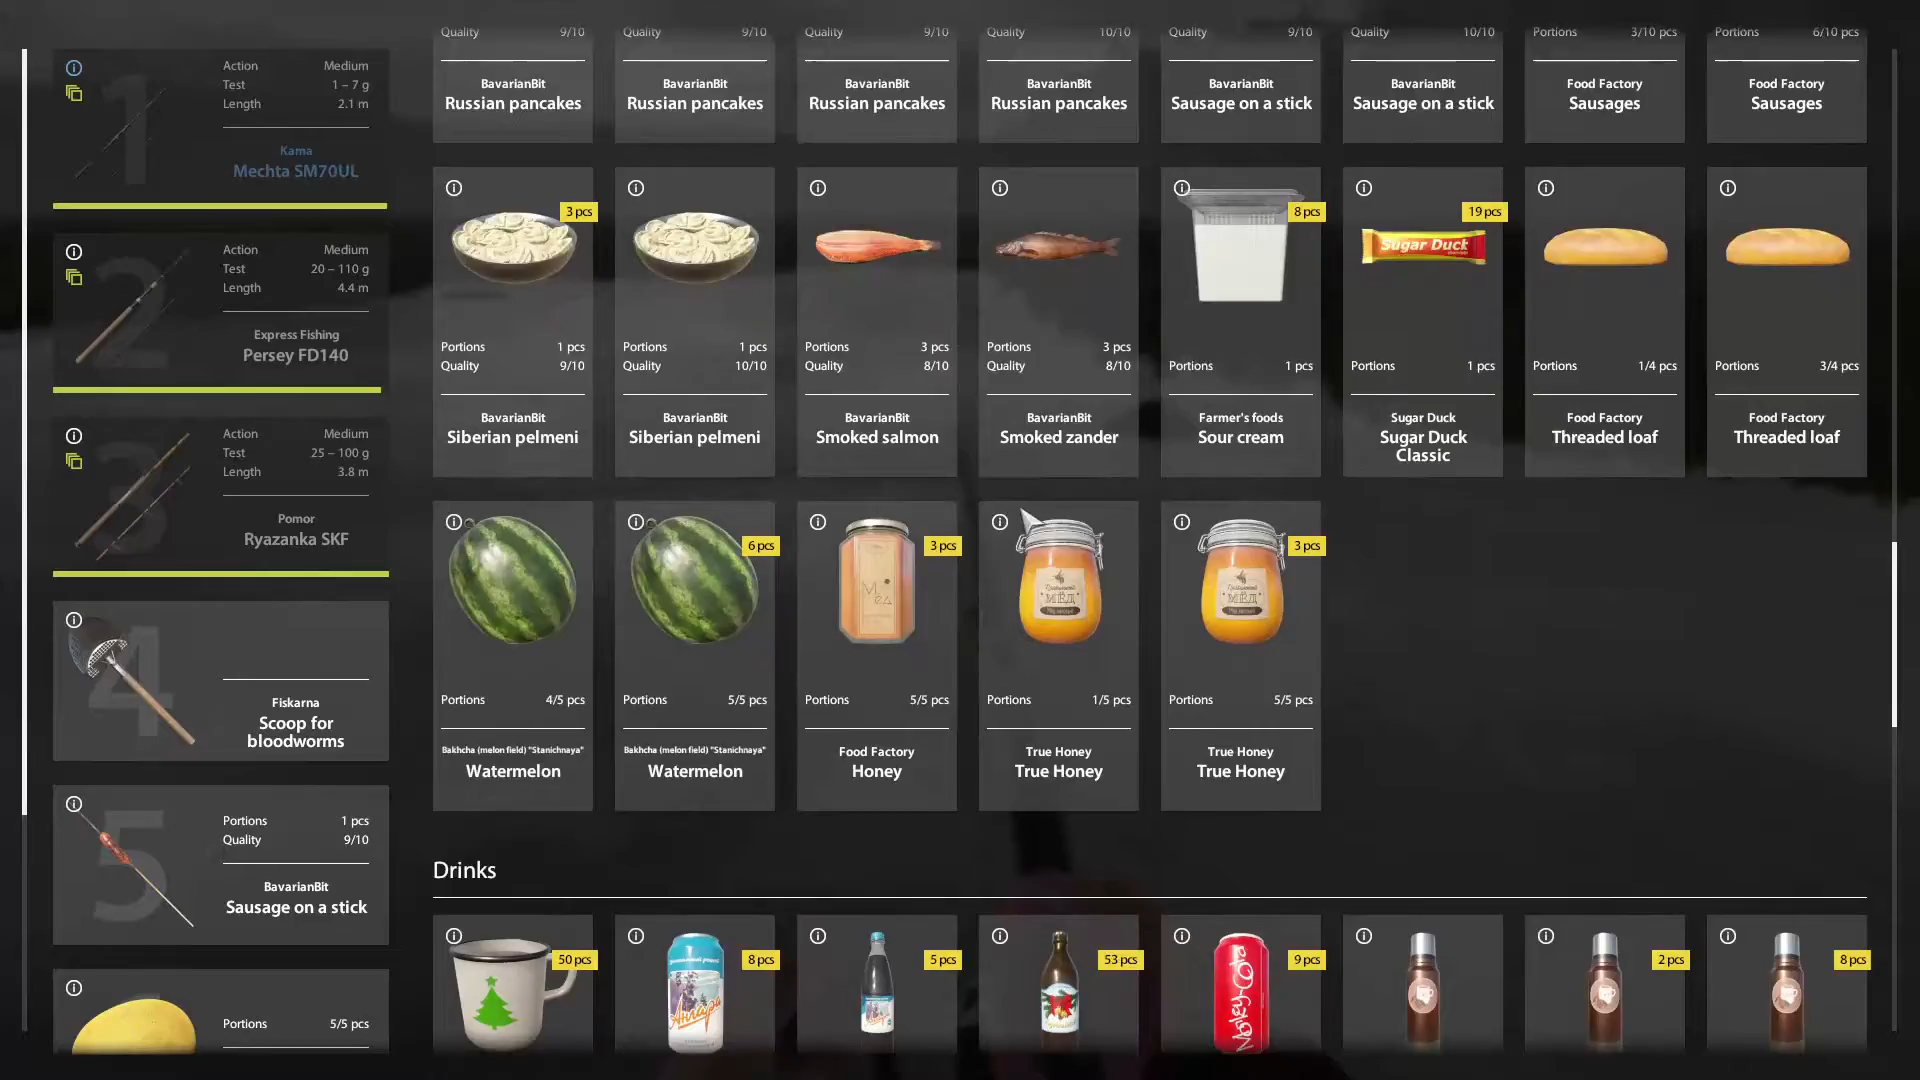 Action Medium
Test 1 – 7 g
Length 2.1 m
Kama
Mechta SM70UL
1
Action Medium
Test 20 – 110 g
Length 4.4 m
Express Fishing
Persey FD140
2
Action Medium
Test 25 – 100 g
Length 3.8 m
Pomor
Ryazanka SKF
3
4
Fiskarna
Scoop for
bloodworms
5
Portions 1 pcs
Quality 9/10
BavarianBit
Sausage on a stick
Portions 5/5 pcs
Quality 9/10
BavarianBit
Russian pancakes
Quality 9/10
BavarianBit
Russian pancakes
Quality 9/10
BavarianBit
Russian pancakes
Quality 10/10
BavarianBit
Russian pancakes
Quality 9/10
BavarianBit
Sausage on a stick
Quality 10/10
BavarianBit
Sausage on a stick
Portions 3/10 pcs
Food Factory
Sausages
Portions 6/10 pcs
Food Factory
Sausages
3 pcs
Portions 1 pcs
Quality 9/10
BavarianBit
Siberian pelmeni
Portions 1 pcs
Quality 10/10
BavarianBit
Siberian pelmeni
Portions 3 pcs
Quality 8/10
BavarianBit
Smoked salmon
Portions 3 pcs
Quality 8/10
BavarianBit
Smoked zander
8 pcs
Portions 1 pcs
Farmer's foods
Sour cream
19 pcs
Sugar Duck
Portions 1 pcs
Sugar Duck
Sugar Duck
Classic
Portions 1/4 pcs
Food Factory
Threaded loaf
Portions 3/4 pcs
Food Factory
Threaded loaf
Portions 4/5 pcs
Bakhcha (melon field) "Stanichnaya"
Watermelon
6 pcs
Portions 5/5 pcs
Bakhcha (melon field) "Stanichnaya"
Watermelon
3 pcs
Мёд
Portions 5/5 pcs
Food Factory
Honey
МЁД
Portions 1/5 pcs
True Honey
True Honey
3 pcs
МЁД
Portions 5/5 pcs
True Honey
True Honey
Drinks
50 pcs
8 pcs
Ангара
5 pcs
53 pcs
9 pcs
2 pcs
8 pcs